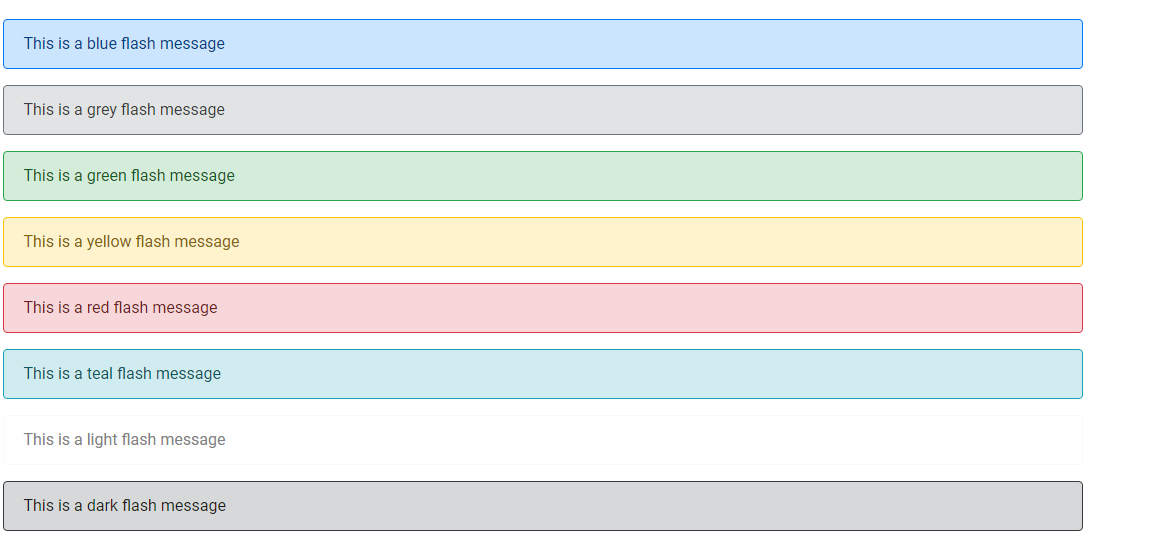 This is a blue flash message
This is a grey flash message
This is a green flash message
This is a yellow flash message
This is a red flash message
This is a teal flash message
This is a light flash message
This is a dark flash message